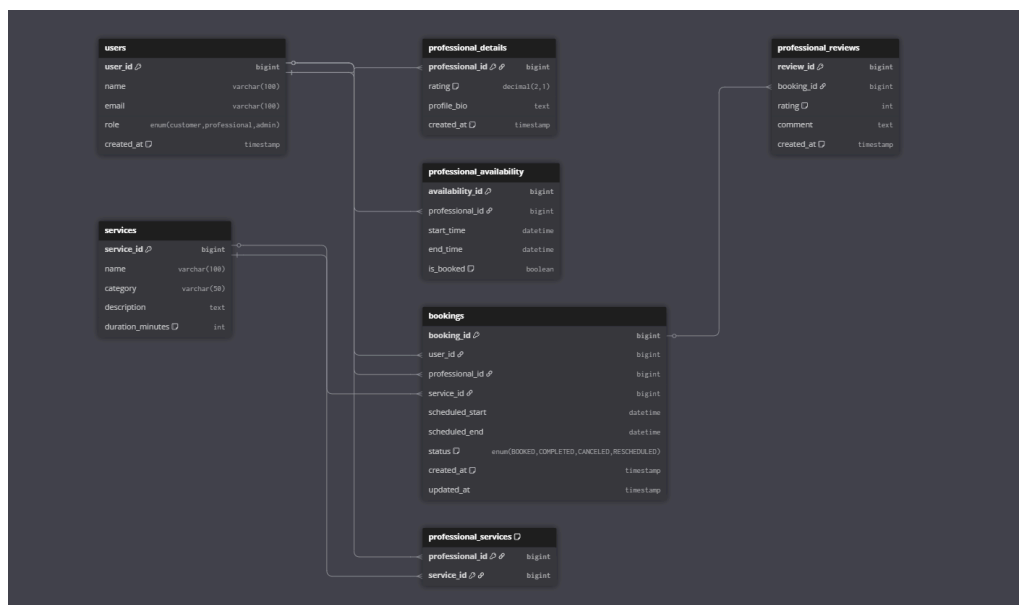 users
user_id bigint
name varchar(100)
email varchar(100)
role enum(customer,professional,admin)
created_at timestamp
services
service_id bigint
name varchar(100)
category varchar(50)
description text
duration_minutes int
professional_details
professional_id bigint
rating decimal(2,1)
profile_bio text
created_at timestamp
professional_availability
availability_id bigint
professional_id bigint
start_time datetime
end_time datetime
is_booked boolean
bookings
booking_id bigint
user_id bigint
professional_id bigint
service_id bigint
scheduled_start datetime
scheduled_end datetime
status enum(BOOKED,COMPLETED,CANCELED,RESCHEDULED)
created_at timestamp
updated_at timestamp
professional_services
professional_id bigint
service_id bigint
professional_reviews
review_id bigint
booking_id bigint
rating int
comment text
created_at timestamp